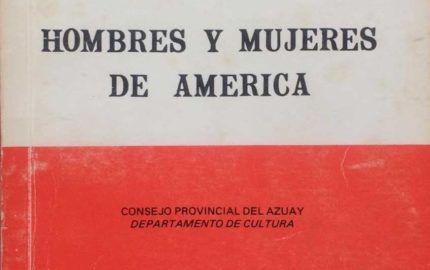 HOMBRES Y MUJERES
DE AMERICA
CONSEJO PROVINCIAL DEL AZUAY
DEPARTAMENTO DE CULTURA